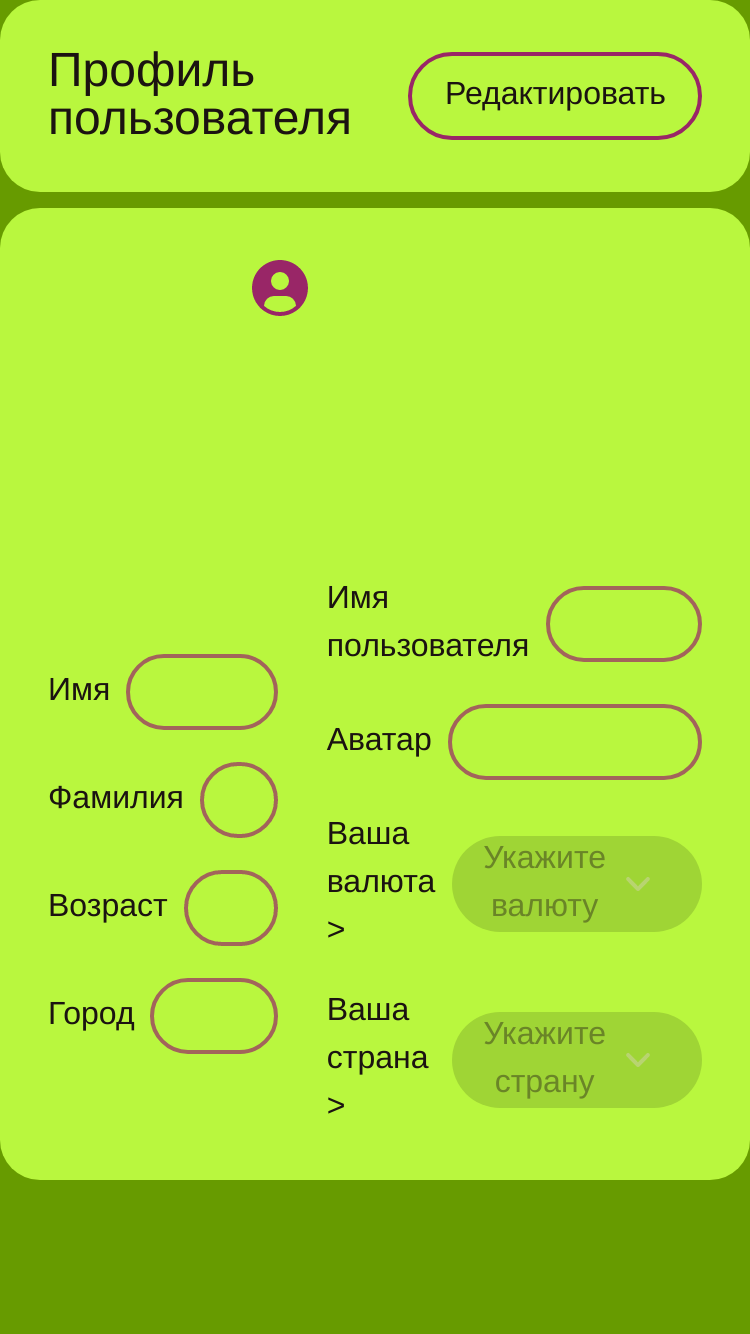 Профиль
пользователя
Редактировать
Имя
Фамилия
Возраст
Город
Имя
пользователя
Аватар
Ваша
валюта
>
Укажите
валюту
Ваша
страна
>
Укажите
страну